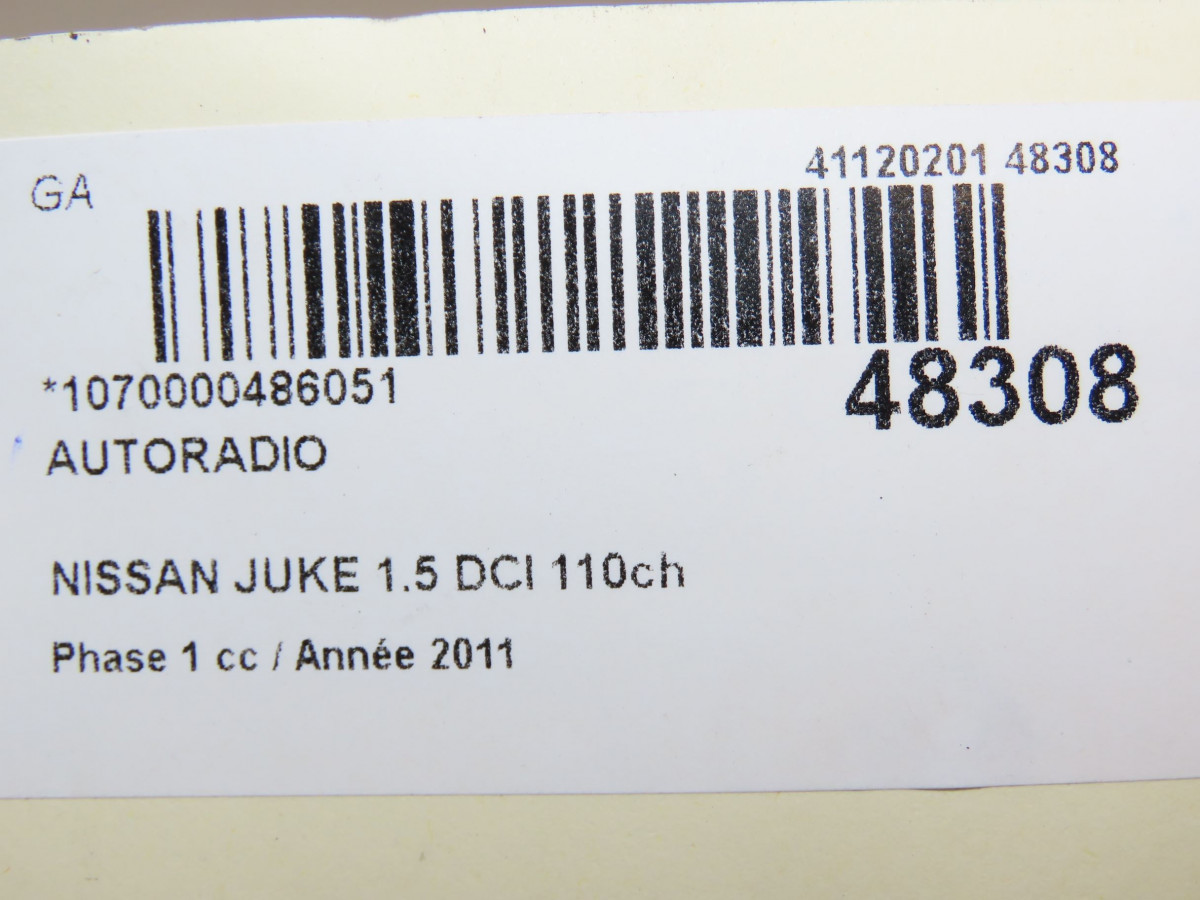 GA
41120201 48308
*1070000486051
48308
AUTORADIO
NISSAN JUKE 1.5 DCI 110ch
Phase 1 cc / Année 2011